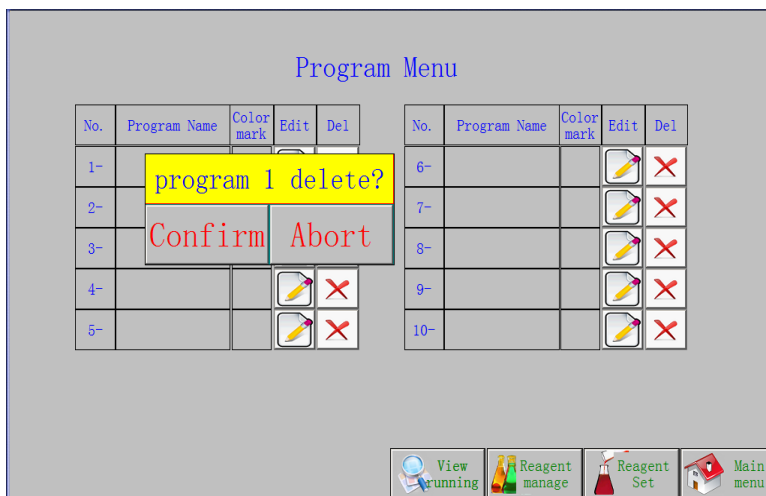 Program Menu
No. Program Name Color mark Edit Del No. Program Name Color mark Edit Del
1- 6-
program 1 delete?
2- 7-
Confirm Abort
3- 8-
4- 9-
5- 10-
View running Reagent manage Reagent Set Main menu